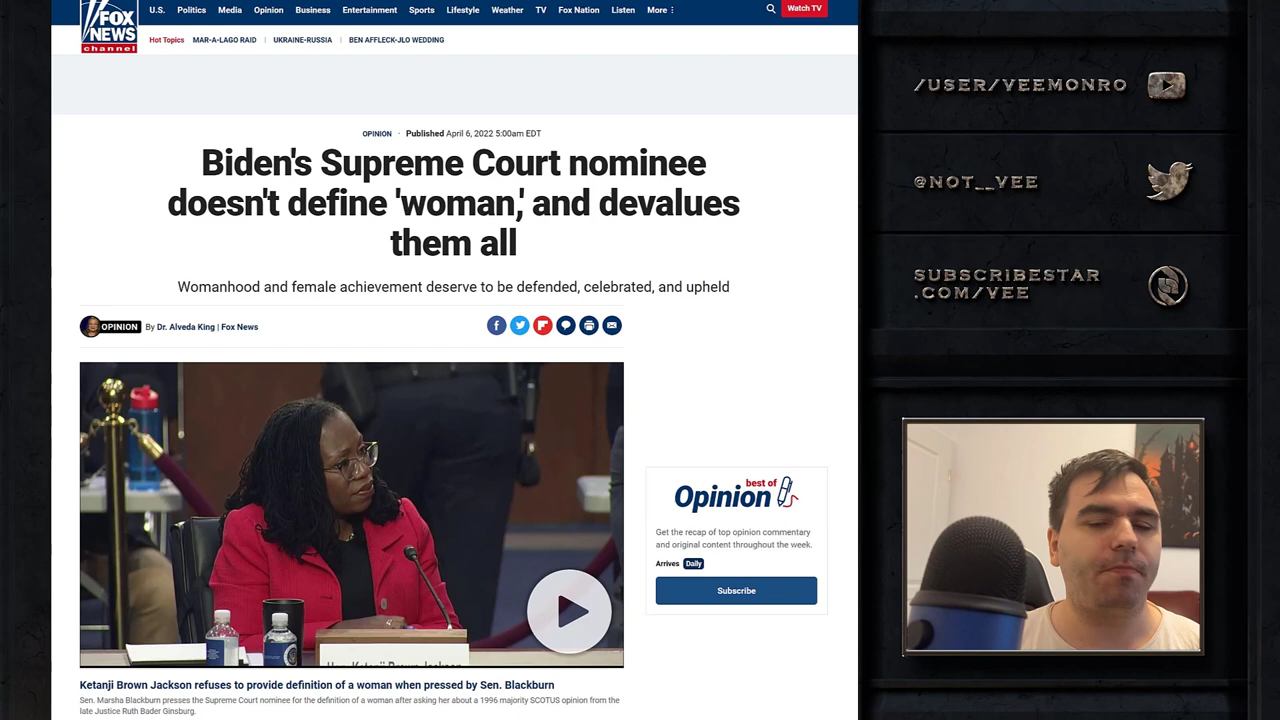 FOX
NEWS
channel
U.S. Politics Media Opinion Business Entertainment Sports Lifestyle Weather TV Fox Nation Listen More
Watch TV
Hot Topics MAR-A-LAGO RAID UKRAINE-RUSSIA BEN AFFLECK-JLO WEDDING
OPINION · Published April 6, 2022 5:00am EDT
Biden's Supreme Court nominee
doesn't define 'woman,' and devalues
them all
Womanhood and female achievement deserve to be defended, celebrated, and upheld
OPINION By Dr. Alveda King | Fox News
Hon. Ketanji Brown Jackson
Ketanji Brown Jackson refuses to provide definition of a woman when pressed by Sen. Blackburn
Sen. Marsha Blackburn presses the Supreme Court nominee for the definition of a woman after asking her about a 1996 majority SCOTUS opinion from the
late Justice Ruth Bader Ginsburg.
best of
Opinion
Get the recap of top opinion commentary
and original content throughout the week.
Arrives Daily
Subscribe
/USER/VEEMONRO
@NOT__VEE
SUBSCRIBESTAR
.COM/VEE